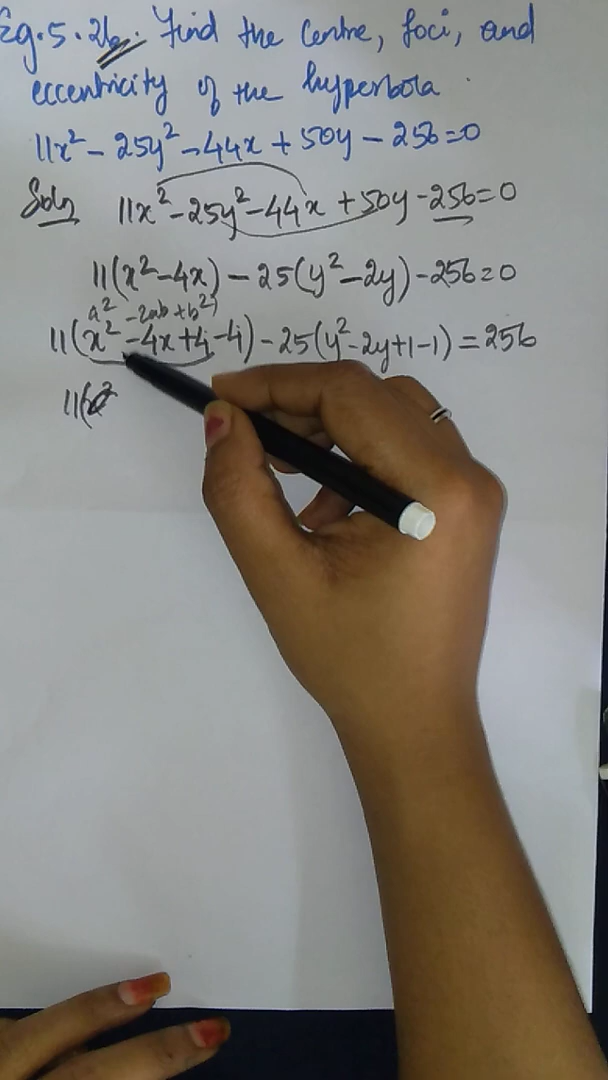 Eg.5.26. Find the Centre, foci, and
eccentricity of the hyperbola.
11x² - 25y² - 44x + 50y - 256 = 0
Soln 11x² - 25y² - 44x + 50y - 256 = 0
11(x² - 4x) - 25(y² - 2y) - 256 = 0
a² - 2ab + b²
11(x² - 4x + 4 - 4) - 25(y² - 2y + 1 - 1) = 256
11(